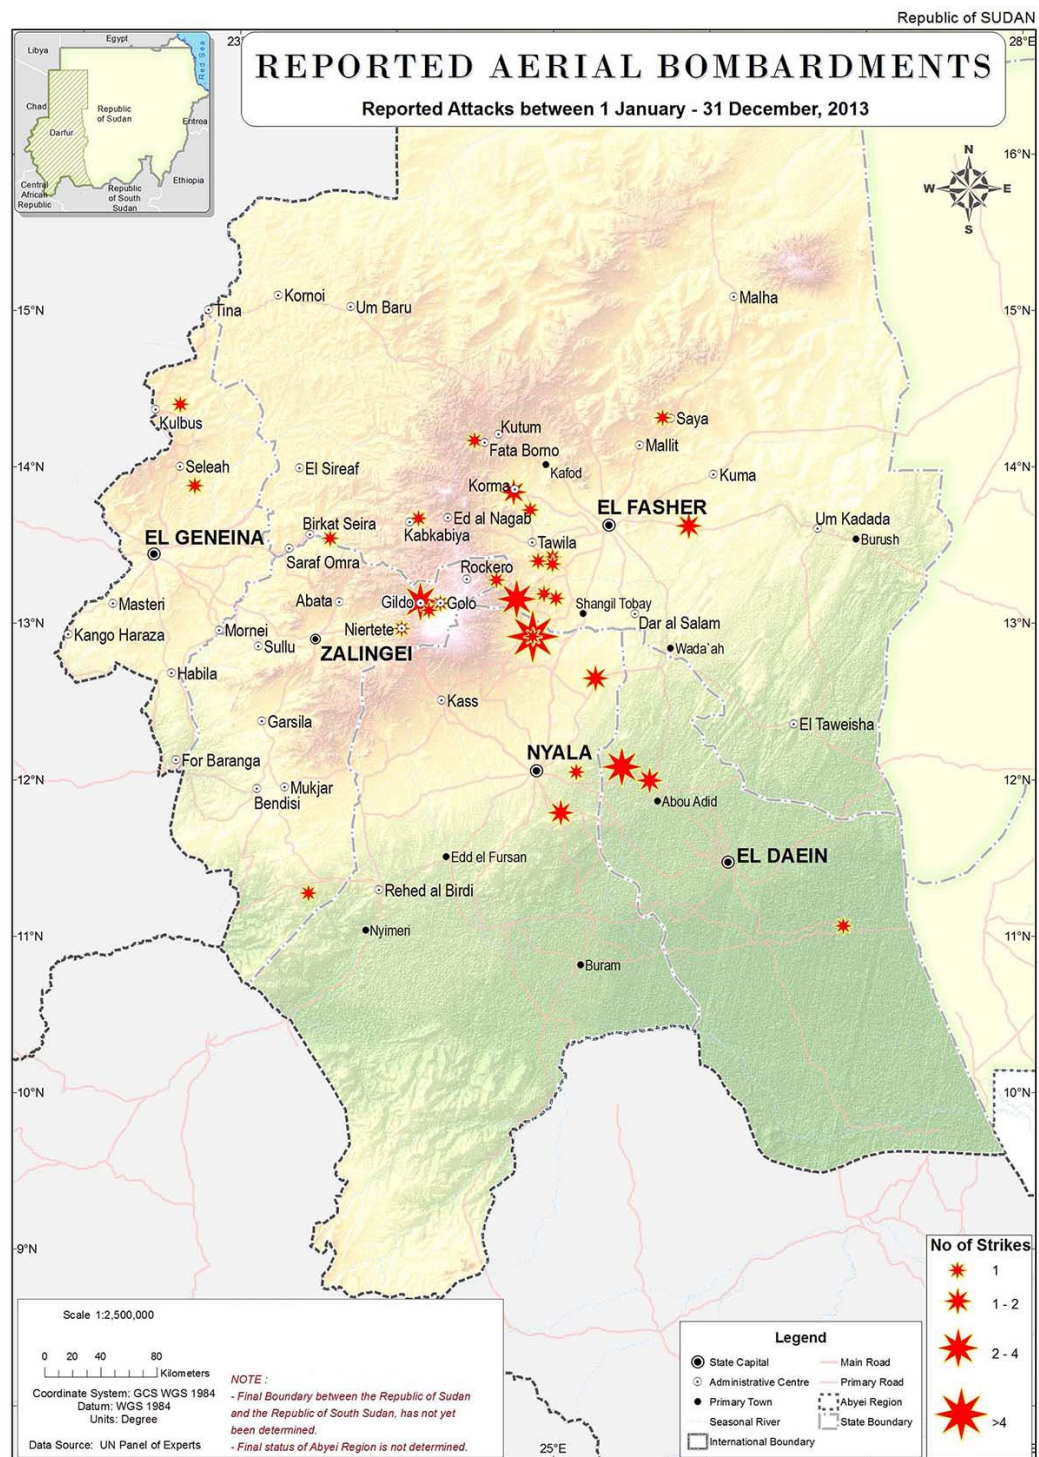 Republic of SUDAN
23°
28°E
REPORTED AERIAL BOMBARDMENTS
Reported Attacks between 1 January - 31 December, 2013
Egypt
Libya
Red Sea
Chad
Republic
of Sudan
Darfur
Eritrea
Central
African
Republic
Republic
of South
Sudan
Ethiopia
N
W
E
S
16°N
15°N
15°N
14°N
14°N
13°N
13°N
12°N
12°N
11°N
11°N
10°N
10°N
9°N
25°E
Tina
Kornoi
Um Baru
Malha
Kulbus
Saya
Kutum
Fata Borno
Mallit
Seleah
El Sireaf
Kafod
Kuma
Korma
EL FASHER
Birkat Seira
Ed al Nagab
Kabkabiya
Um Kadada
Burush
EL GENEINA
Saraf Omra
Tawila
Rockero
Masteri
Abata
Gildo
Golo
Shangil Tobay
Dar al Salam
Kango Haraza
Mornei
Niertete
Sullu
ZALINGEI
Wada`ah
Habila
Kass
Garsila
El Taweisha
For Baranga
NYALA
Mukjar
Bendisi
Abou Adid
Edd el Fursan
EL DAEIN
Rehed al Birdi
Nyimeri
Buram
No of Strikes
1
1 - 2
2 - 4
>4
Scale 1:2,500,000
0 20 40 80
Kilometers
Coordinate System: GCS WGS 1984
Datum: WGS 1984
Units: Degree
Data Source: UN Panel of Experts
NOTE :
- Final Boundary between the Republic of Sudan
and the Republic of South Sudan, has not yet
been determined.
- Final status of Abyei Region is not determined.
Legend
State Capital
Main Road
Administrative Centre
Primary Road
Primary Town
Abyei Region
Seasonal River
State Boundary
International Boundary